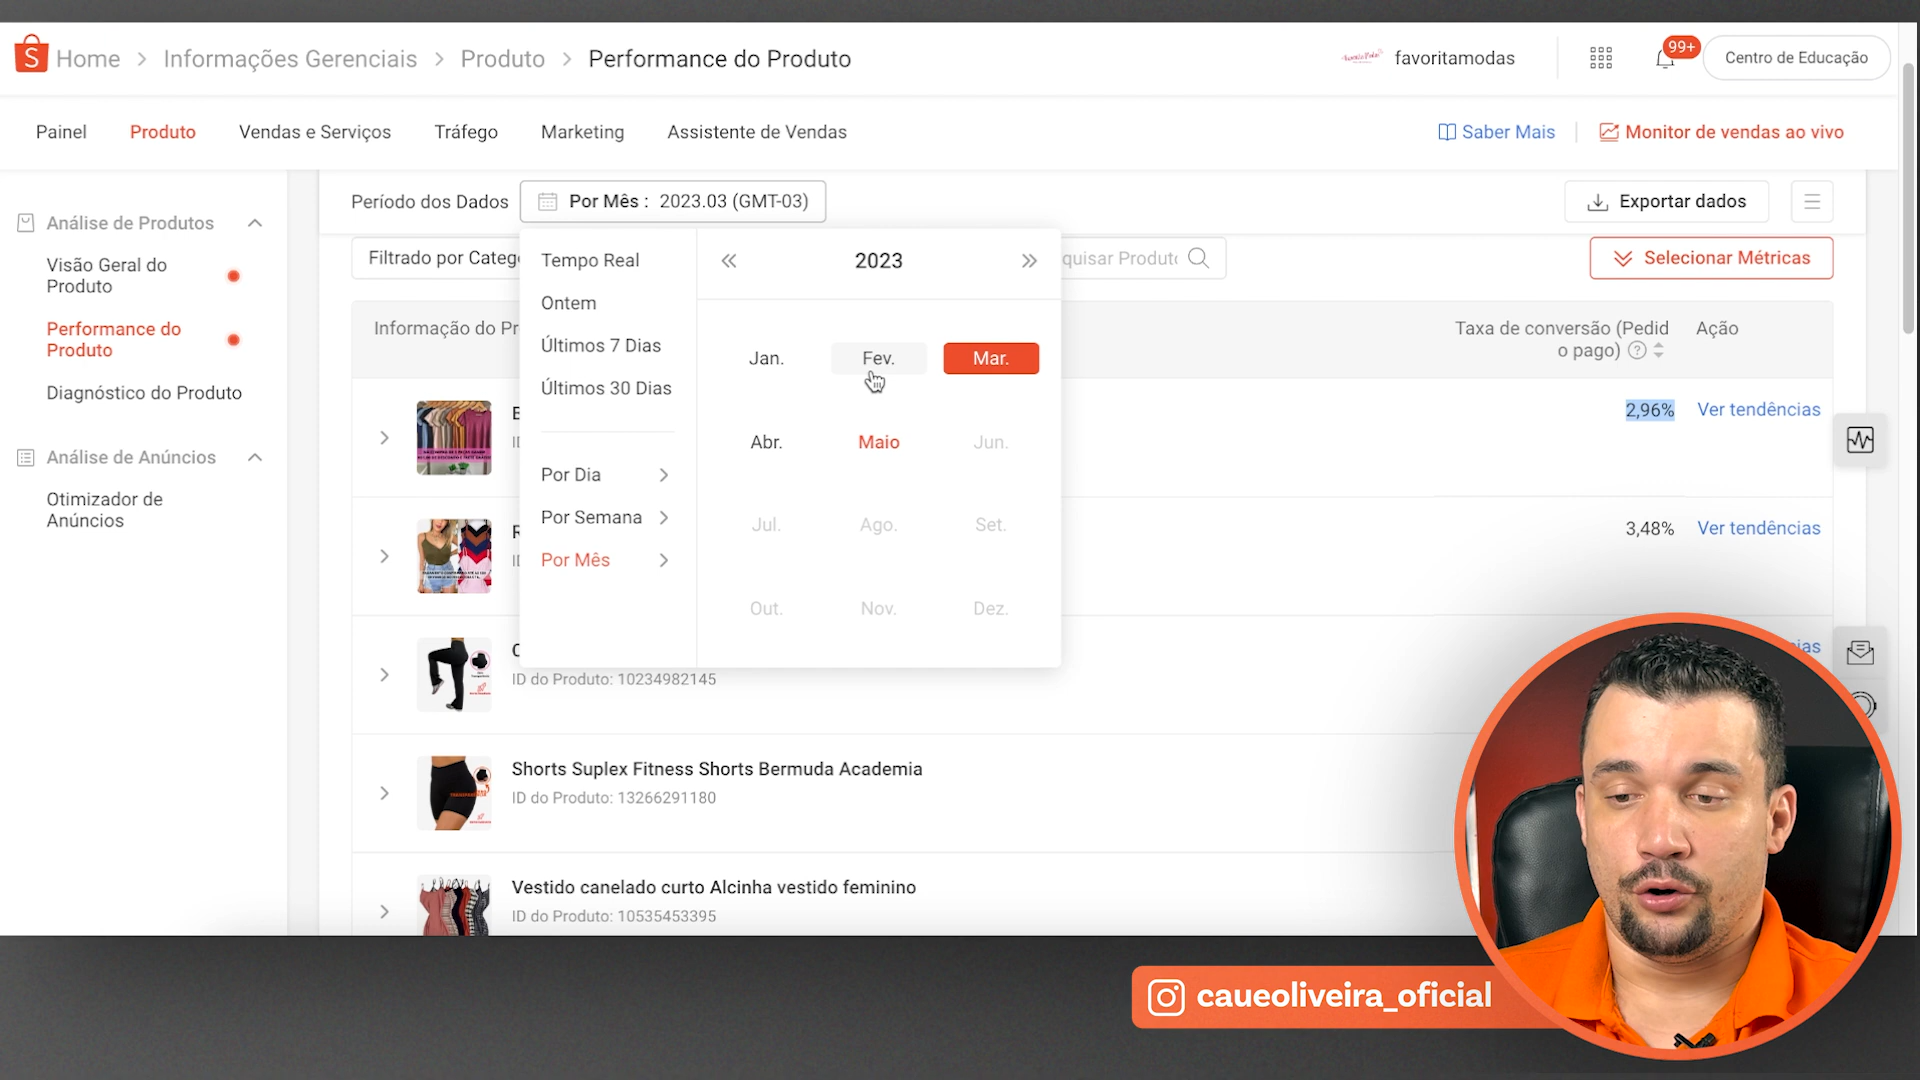 Home > Informações Gerenciais > Produto > Performance do Produto
favoritamodas
99+
Centro de Educação
Painel
Produto
Vendas e Serviços
Tráfego
Marketing
Assistente de Vendas
Saber Mais
Monitor de vendas ao vivo
Análise de Produtos
Visão Geral do
Produto
Performance do
Produto
Diagnóstico do Produto
Análise de Anúncios
Otimizador de
Anúncios
Período dos Dados
Por Mês : 2023.03 (GMT-03)
Exportar dados
Filtrado por Catego
quisar Produto
Selecionar Métricas
Tempo Real
Ontem
Últimos 7 Dias
Últimos 30 Dias
Por Dia
Por Semana
Por Mês
2023
Jan. Fev. Mar.
Abr. Maio Jun.
Jul. Ago. Set.
Out. Nov. Dez.
Informação do Pr
Taxa de conversão (Pedid
o pago)
Ação
2,96% Ver tendências
3,48% Ver tendências
ias
ID do Produto: 10234982145
Shorts Suplex Fitness Shorts Bermuda Academia
ID do Produto: 13266291180
Vestido canelado curto Alcinha vestido feminino
ID do Produto: 10535453395
caueoliveira_oficial